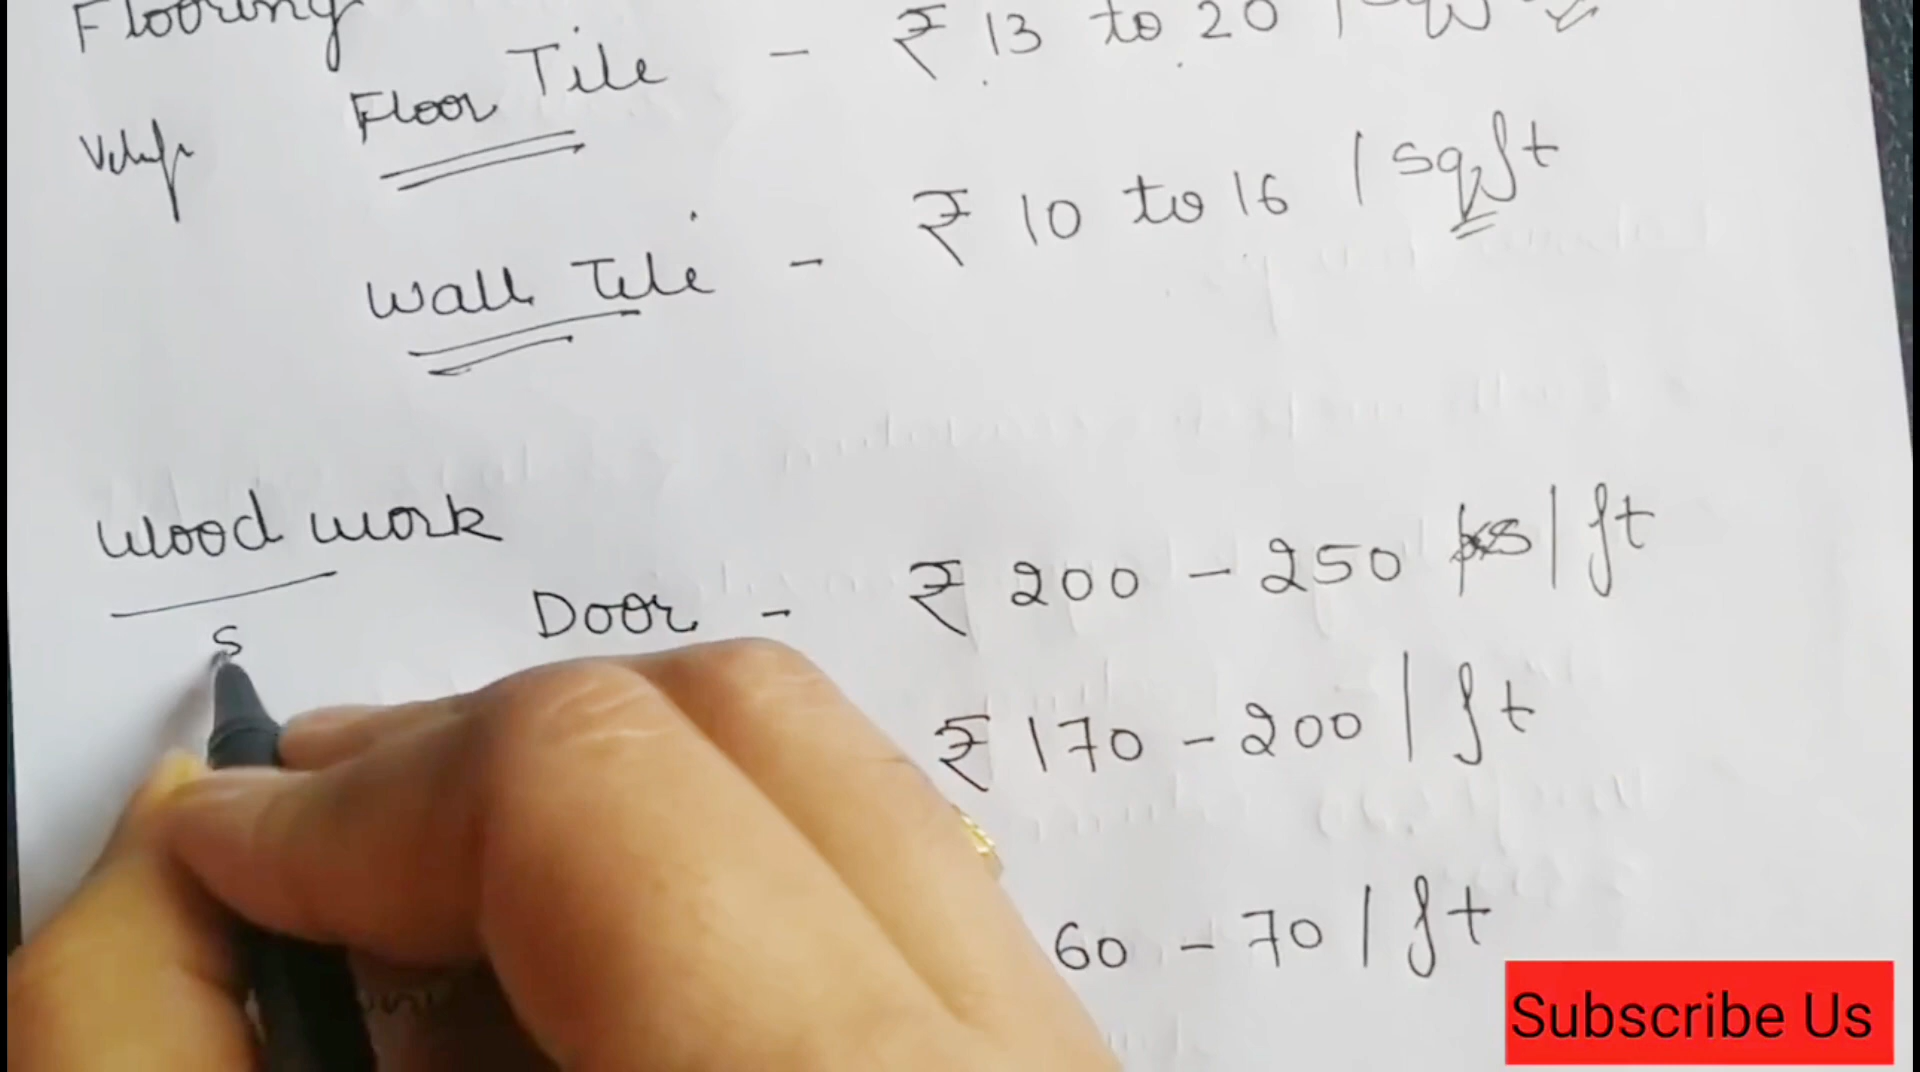 Flooring
Floor Tile - ₹ 13 to 20 / sq
Wall Tile - ₹ 10 to 16 / sqft
Wood work
Door - ₹ 200 - 250 / ft
S
₹ 170 - 200 / ft
60 - 70 / ft
Subscribe Us